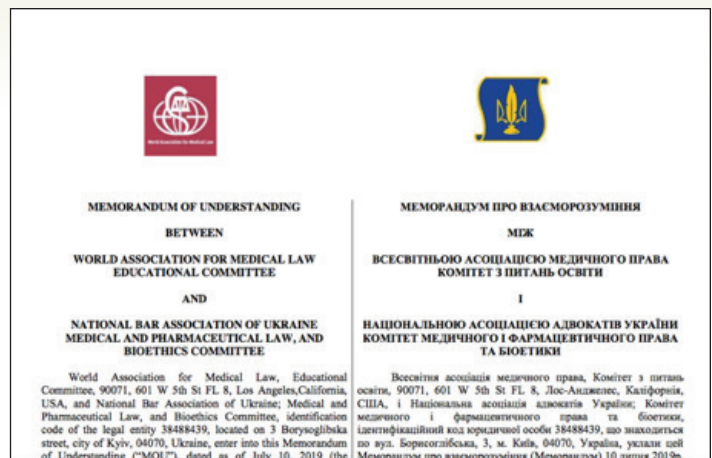 World Association for Medical Law
MEMORANDUM OF UNDERSTANDING
BETWEEN
WORLD ASSOCIATION FOR MEDICAL LAW
EDUCATIONAL COMMITTEE
AND
NATIONAL BAR ASSOCIATION OF UKRAINE
MEDICAL AND PHARMACEUTICAL LAW, AND
BIOETHICS COMMITTEE
World Association for Medical Law, Educational
Committee, 90071, 601 W 5th St FL 8, Los Angeles,California,
USA, and National Bar Association of Ukraine; Medical and
Pharmaceutical Law, and Bioethics Committee, identification
code of the legal entity 38488439, located on 3 Borysoglibska
street, city of Kyiv, 04070, Ukraine, enter into this Memorandum
of Understanding (“MOU”), dated as of July 10, 2019 (the
МЕМОРАНДУМ ПРО ВЗАЄМОРОЗУМІННЯ
МІЖ
ВСЕСВІТНЬОЮ АСОЦІАЦІЄЮ МЕДИЧНОГО ПРАВА
КОМІТЕТ З ПИТАНЬ ОСВІТИ
І
НАЦІОНАЛЬНОЮ АСОЦІАЦІЄЮ АДВОКАТІВ УКРАЇНИ
КОМІТЕТ МЕДИЧНОГО І ФАРМАЦЕВТИЧНОГО ПРАВА
ТА БІОЕТИКИ
Всесвітня асоціація медичного права, Комітет з питань
освіти, 90071, 601 W 5th St FL 8, Лос-Анджелес, Каліфорнія,
США, і Національна асоціація адвокатів України; Комітет
медичного і фармацевтичного права та біоетики,
ідентифікаційний код юридичної особи 38488439, що знаходиться
по вул. Борисоглібська, 3, м. Київ, 04070, Україна, уклали цей
Меморандум про взаєморозуміння (Меморандум) 10 липня 2019р.